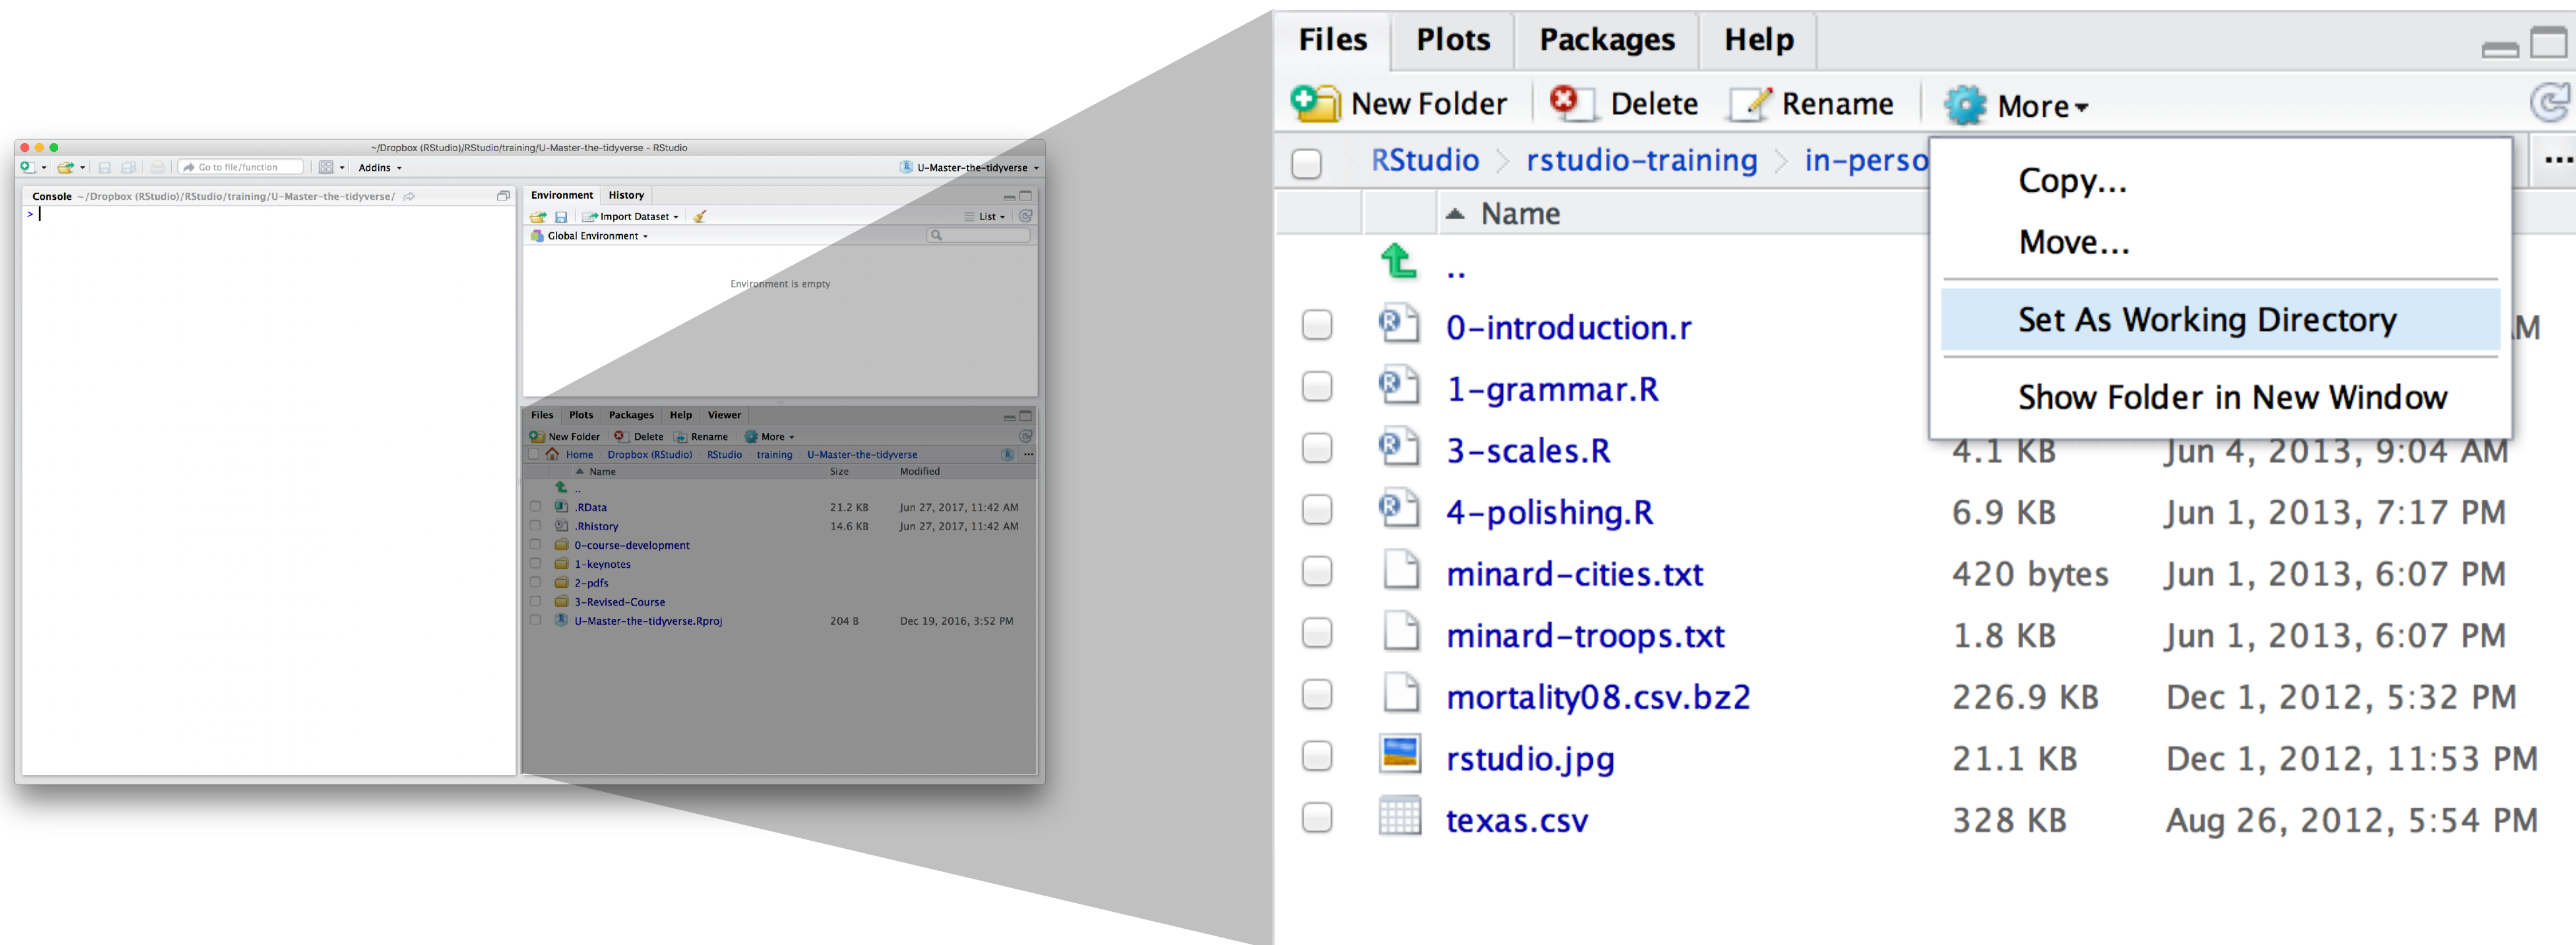 ~/Dropbox (RStudio)/RStudio/training/U-Master-the-tidyverse - RStudio
Go to file/function Addins U-Master-the-tidyverse
Console ~/Dropbox (RStudio)/RStudio/training/U-Master-the-tidyverse/
>
Environment History
Import Dataset List
Global Environment
Environment is empty
Files Plots Packages Help Viewer
New Folder Delete Rename More
Home Dropbox (RStudio) RStudio training U-Master-the-tidyverse ...
Name Size Modified
..
.RData 21.2 KB Jun 27, 2017, 11:42 AM
.Rhistory 14.6 KB Jun 27, 2017, 11:42 AM
0-course-development
1-keynotes
2-pdfs
3-Revised-Course
U-Master-the-tidyverse.Rproj 204 B Dec 19, 2016, 3:52 PM
Files Plots Packages Help
New Folder Delete Rename More
RStudio > rstudio-training > in-perso ...
Name
..
Copy...
Move...
Set As Working Directory
Show Folder in New Window
0-introduction.r M
1-grammar.R
3-scales.R 4.1 KB Jun 4, 2013, 9:04 AM
4-polishing.R 6.9 KB Jun 1, 2013, 7:17 PM
minard-cities.txt 420 bytes Jun 1, 2013, 6:07 PM
minard-troops.txt 1.8 KB Jun 1, 2013, 6:07 PM
mortality08.csv.bz2 226.9 KB Dec 1, 2012, 5:32 PM
rstudio.jpg 21.1 KB Dec 1, 2012, 11:53 PM
texas.csv 328 KB Aug 26, 2012, 5:54 PM